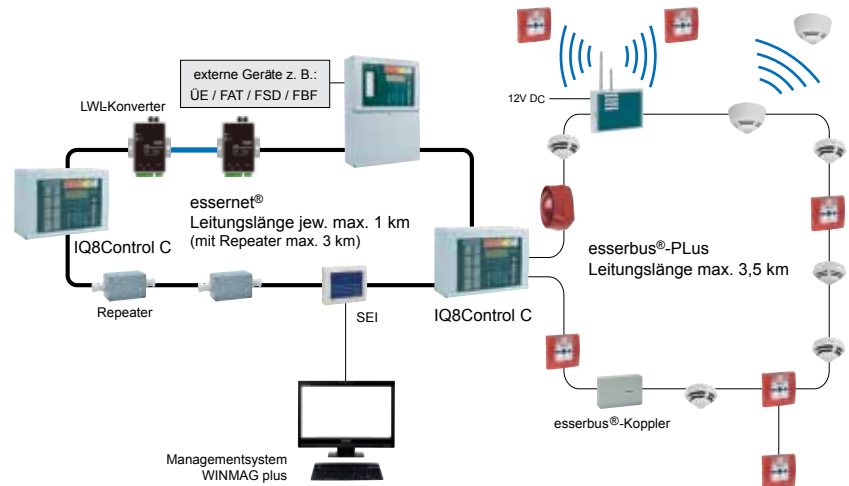 externe Geräte z. B.:
ÜE / FAT / FSD / FBF
LWL-Konverter
12V DC
essernet®
Leitungslänge jew. max. 1 km
(mit Repeater max. 3 km)
IQ8Control C
esserbus®-PLus
Leitungslänge max. 3,5 km
Repeater
SEI
IQ8Control C
esserbus®-Koppler
Managementsystem
WINMAG plus